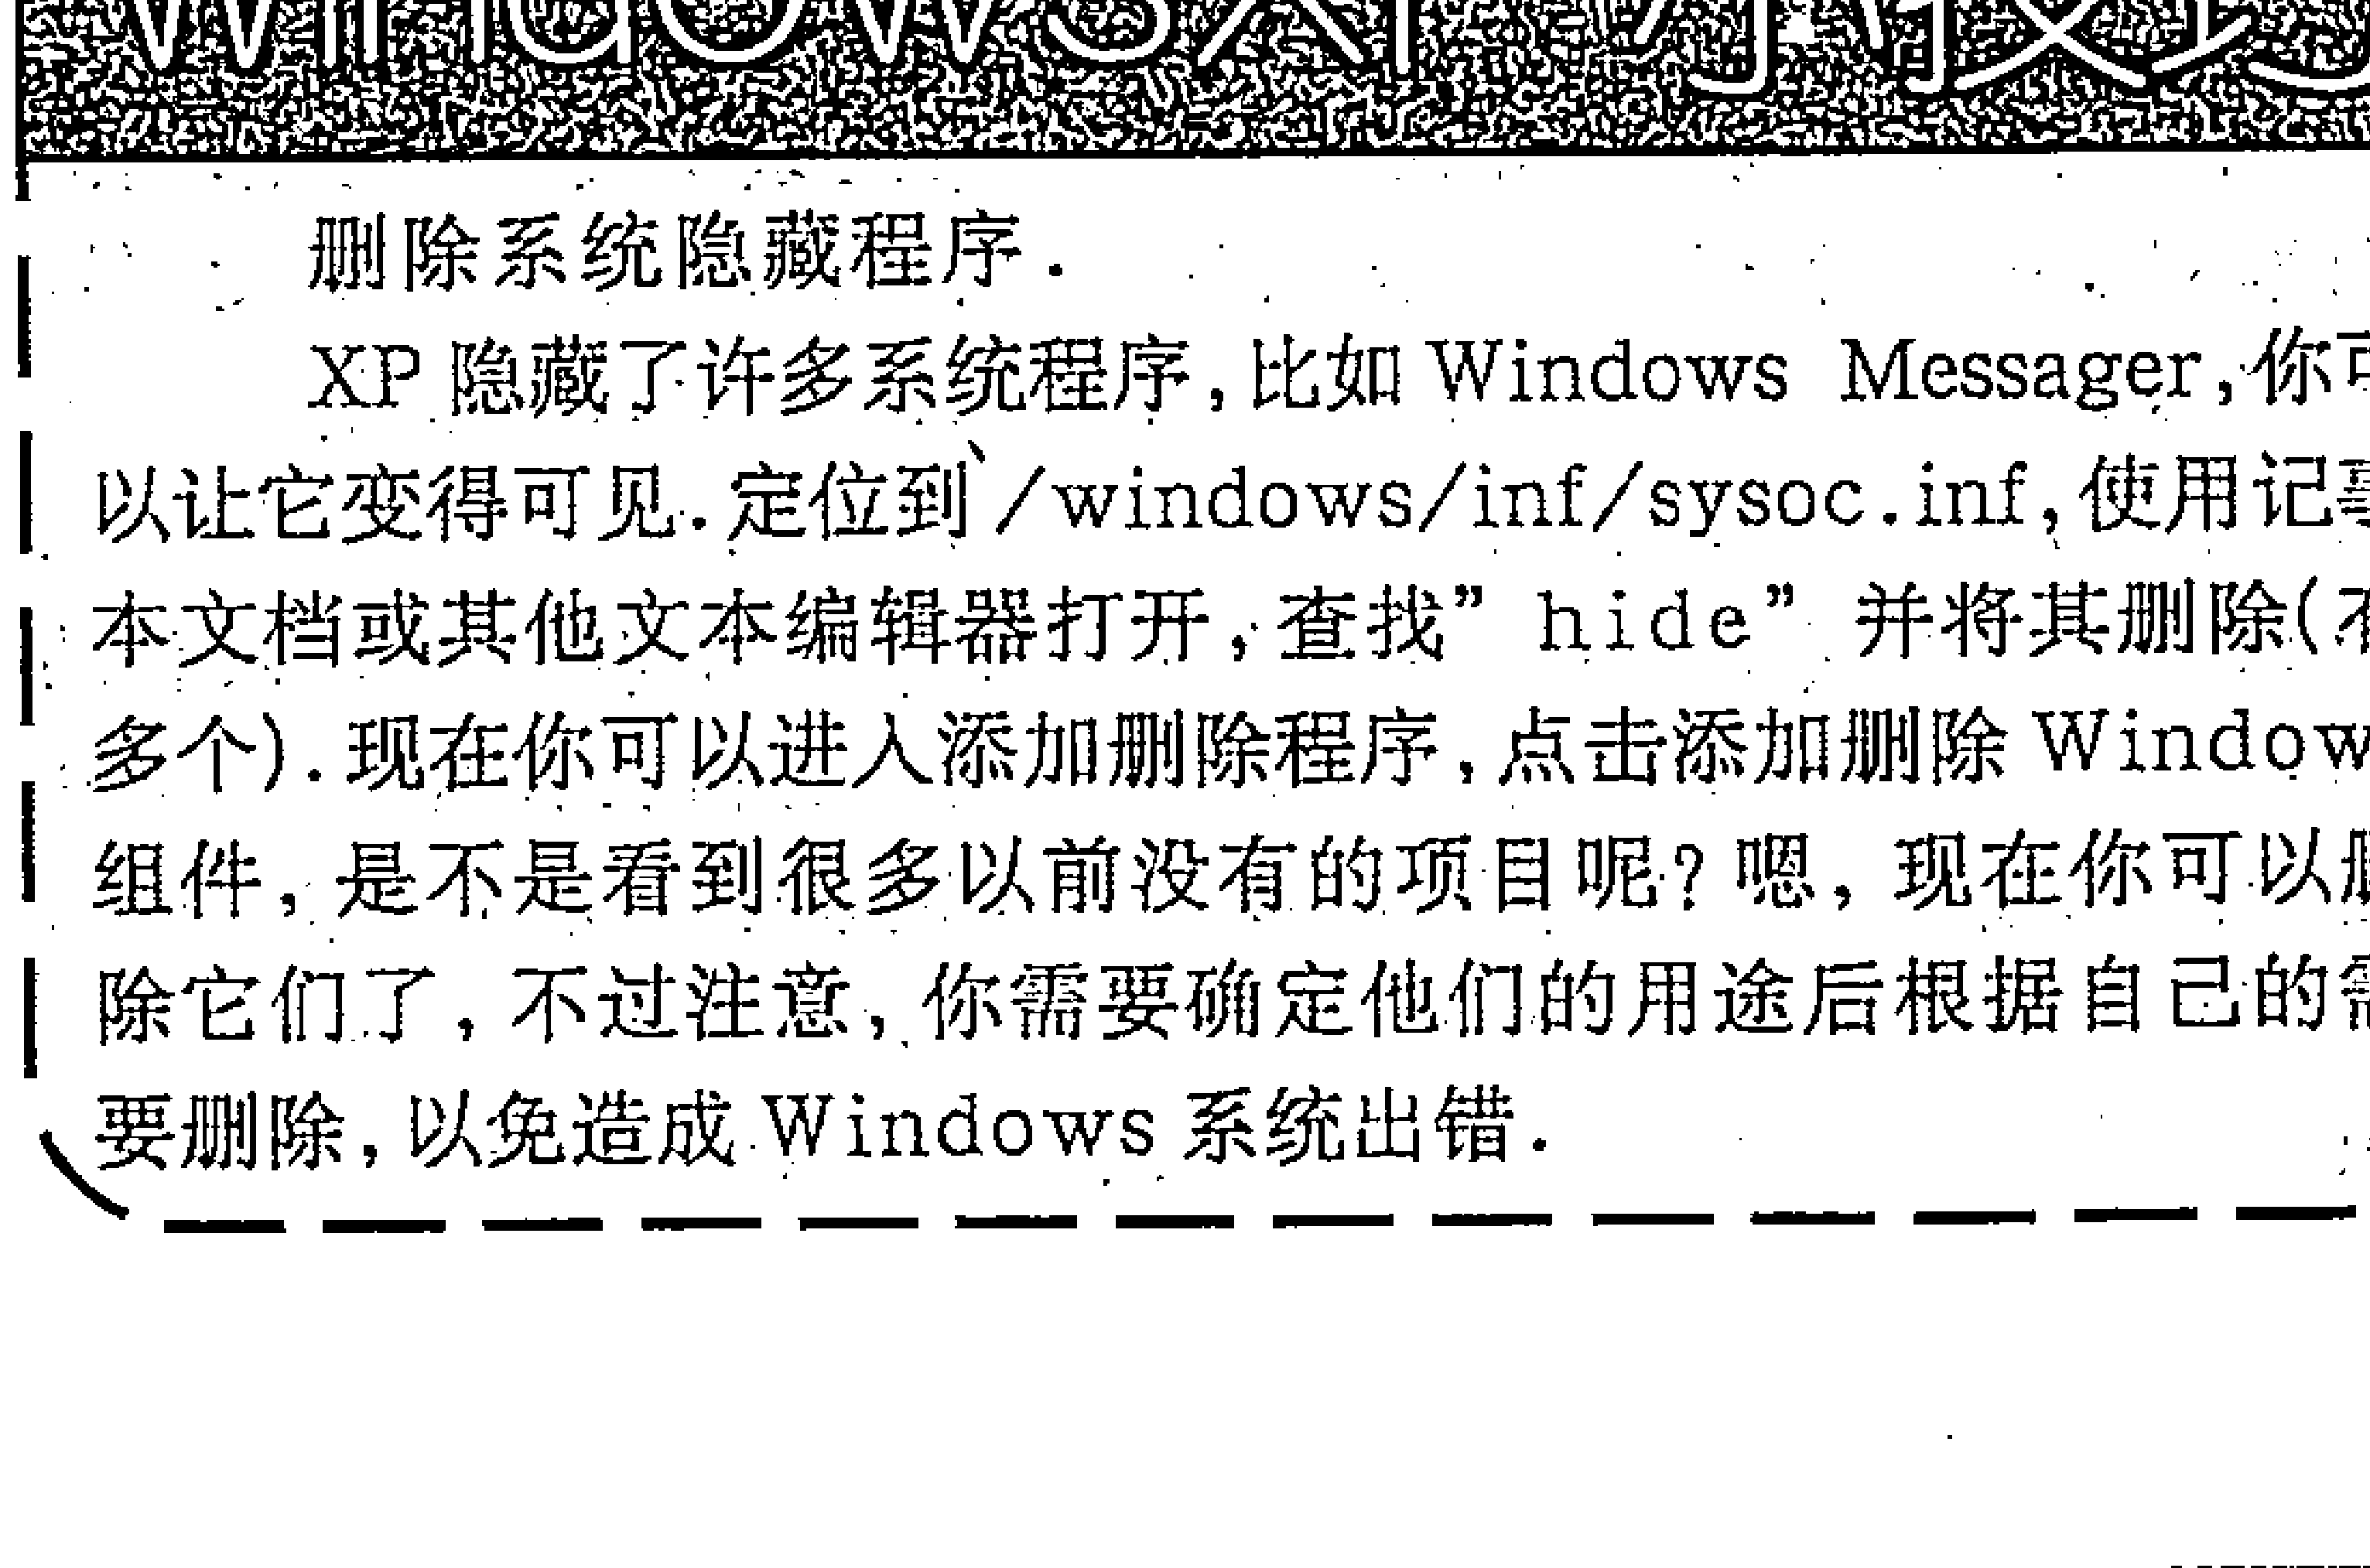 删除系统隐藏程序.
XP 隐藏了许多系统程序,比如 Windows Messager,你可
以让它变得可见.定位到/windows/inf/sysoc.inf,使用记事
本文档或其他文本编辑器打开,查找”hide” 并将其删除(有
多个).现在你可以进入添加删除程序,点击添加删除 Window
组件, 是不是看到很多以前没有的项目呢? 嗯, 现在你可以删
除它们了, 不过注意, 你需要确定他们的用途后根据自己的需
要删除,以免造成 Windows 系统出错.